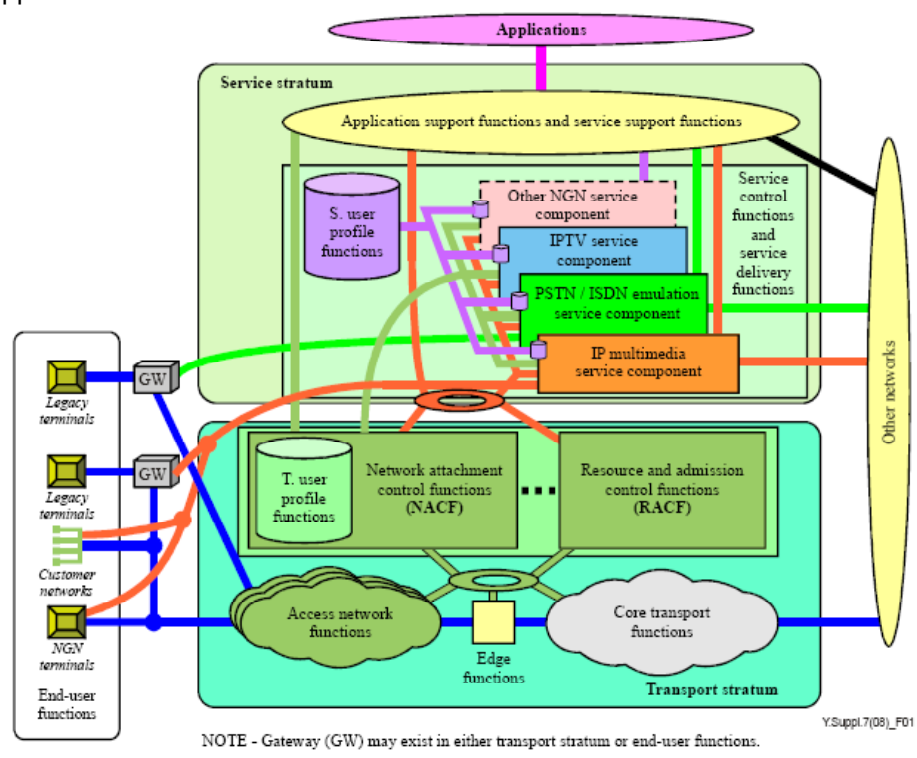 Applications
Service stratum
Application support functions and service support functions
S. user
profile
functions
Other NGN service
component
IPTV service
component
PSTN / ISDN emulation
service component
IP multimedia
service component
Service
control
functions
and
service
delivery
functions
Other networks
GW
Legacy
terminals
GW
Legacy
terminals
Customer
networks
NGN
terminals
End-user
functions
T. user
profile
functions
Network attachment
control functions
(NACF)
Resource and admission
control functions
(RACF)
Access network
functions
Edge
functions
Core transport
functions
Transport stratum
Y.Suppl.7(08)_F01
NOTE - Gateway (GW) may exist in either transport stratum or end-user functions.